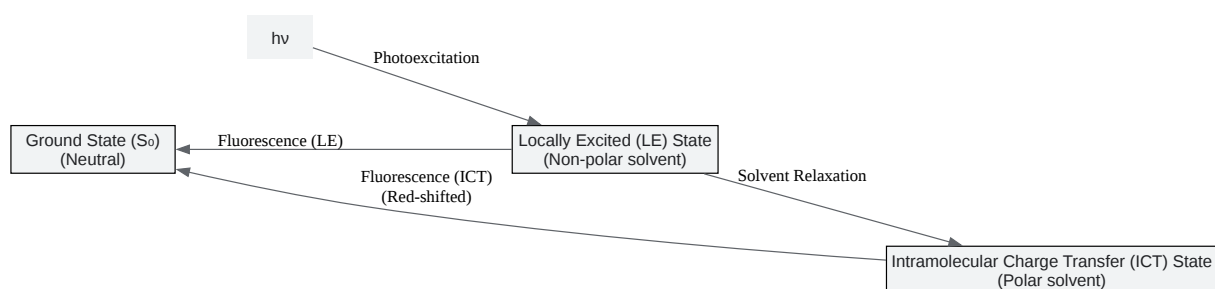 hν
Photoexcitation
Ground State (S₀)
(Neutral)
Fluorescence (LE)
Locally Excited (LE) State
(Non-polar solvent)
Fluorescence (ICT)
(Red-shifted)
Solvent Relaxation
Intramolecular Charge Transfer (ICT) State
(Polar solvent)